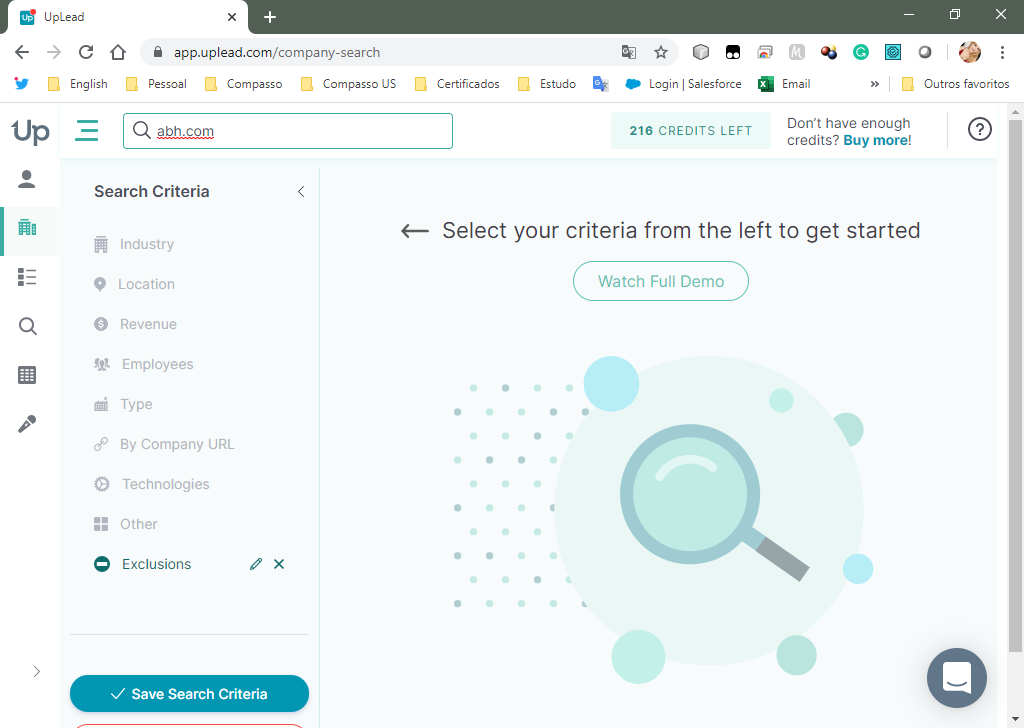 Up UpLead
app.uplead.com/company-search
English Pessoal Compasso Compasso US Certificados Estudo Login | Salesforce Email » Outros favoritos
Up
abh.com
216 CREDITS LEFT
Don't have enough
credits? Buy more!
Search Criteria
Industry
Location
Revenue
Employees
Type
By Company URL
Technologies
Other
Exclusions
Save Search Criteria
Select your criteria from the left to get started
Watch Full Demo